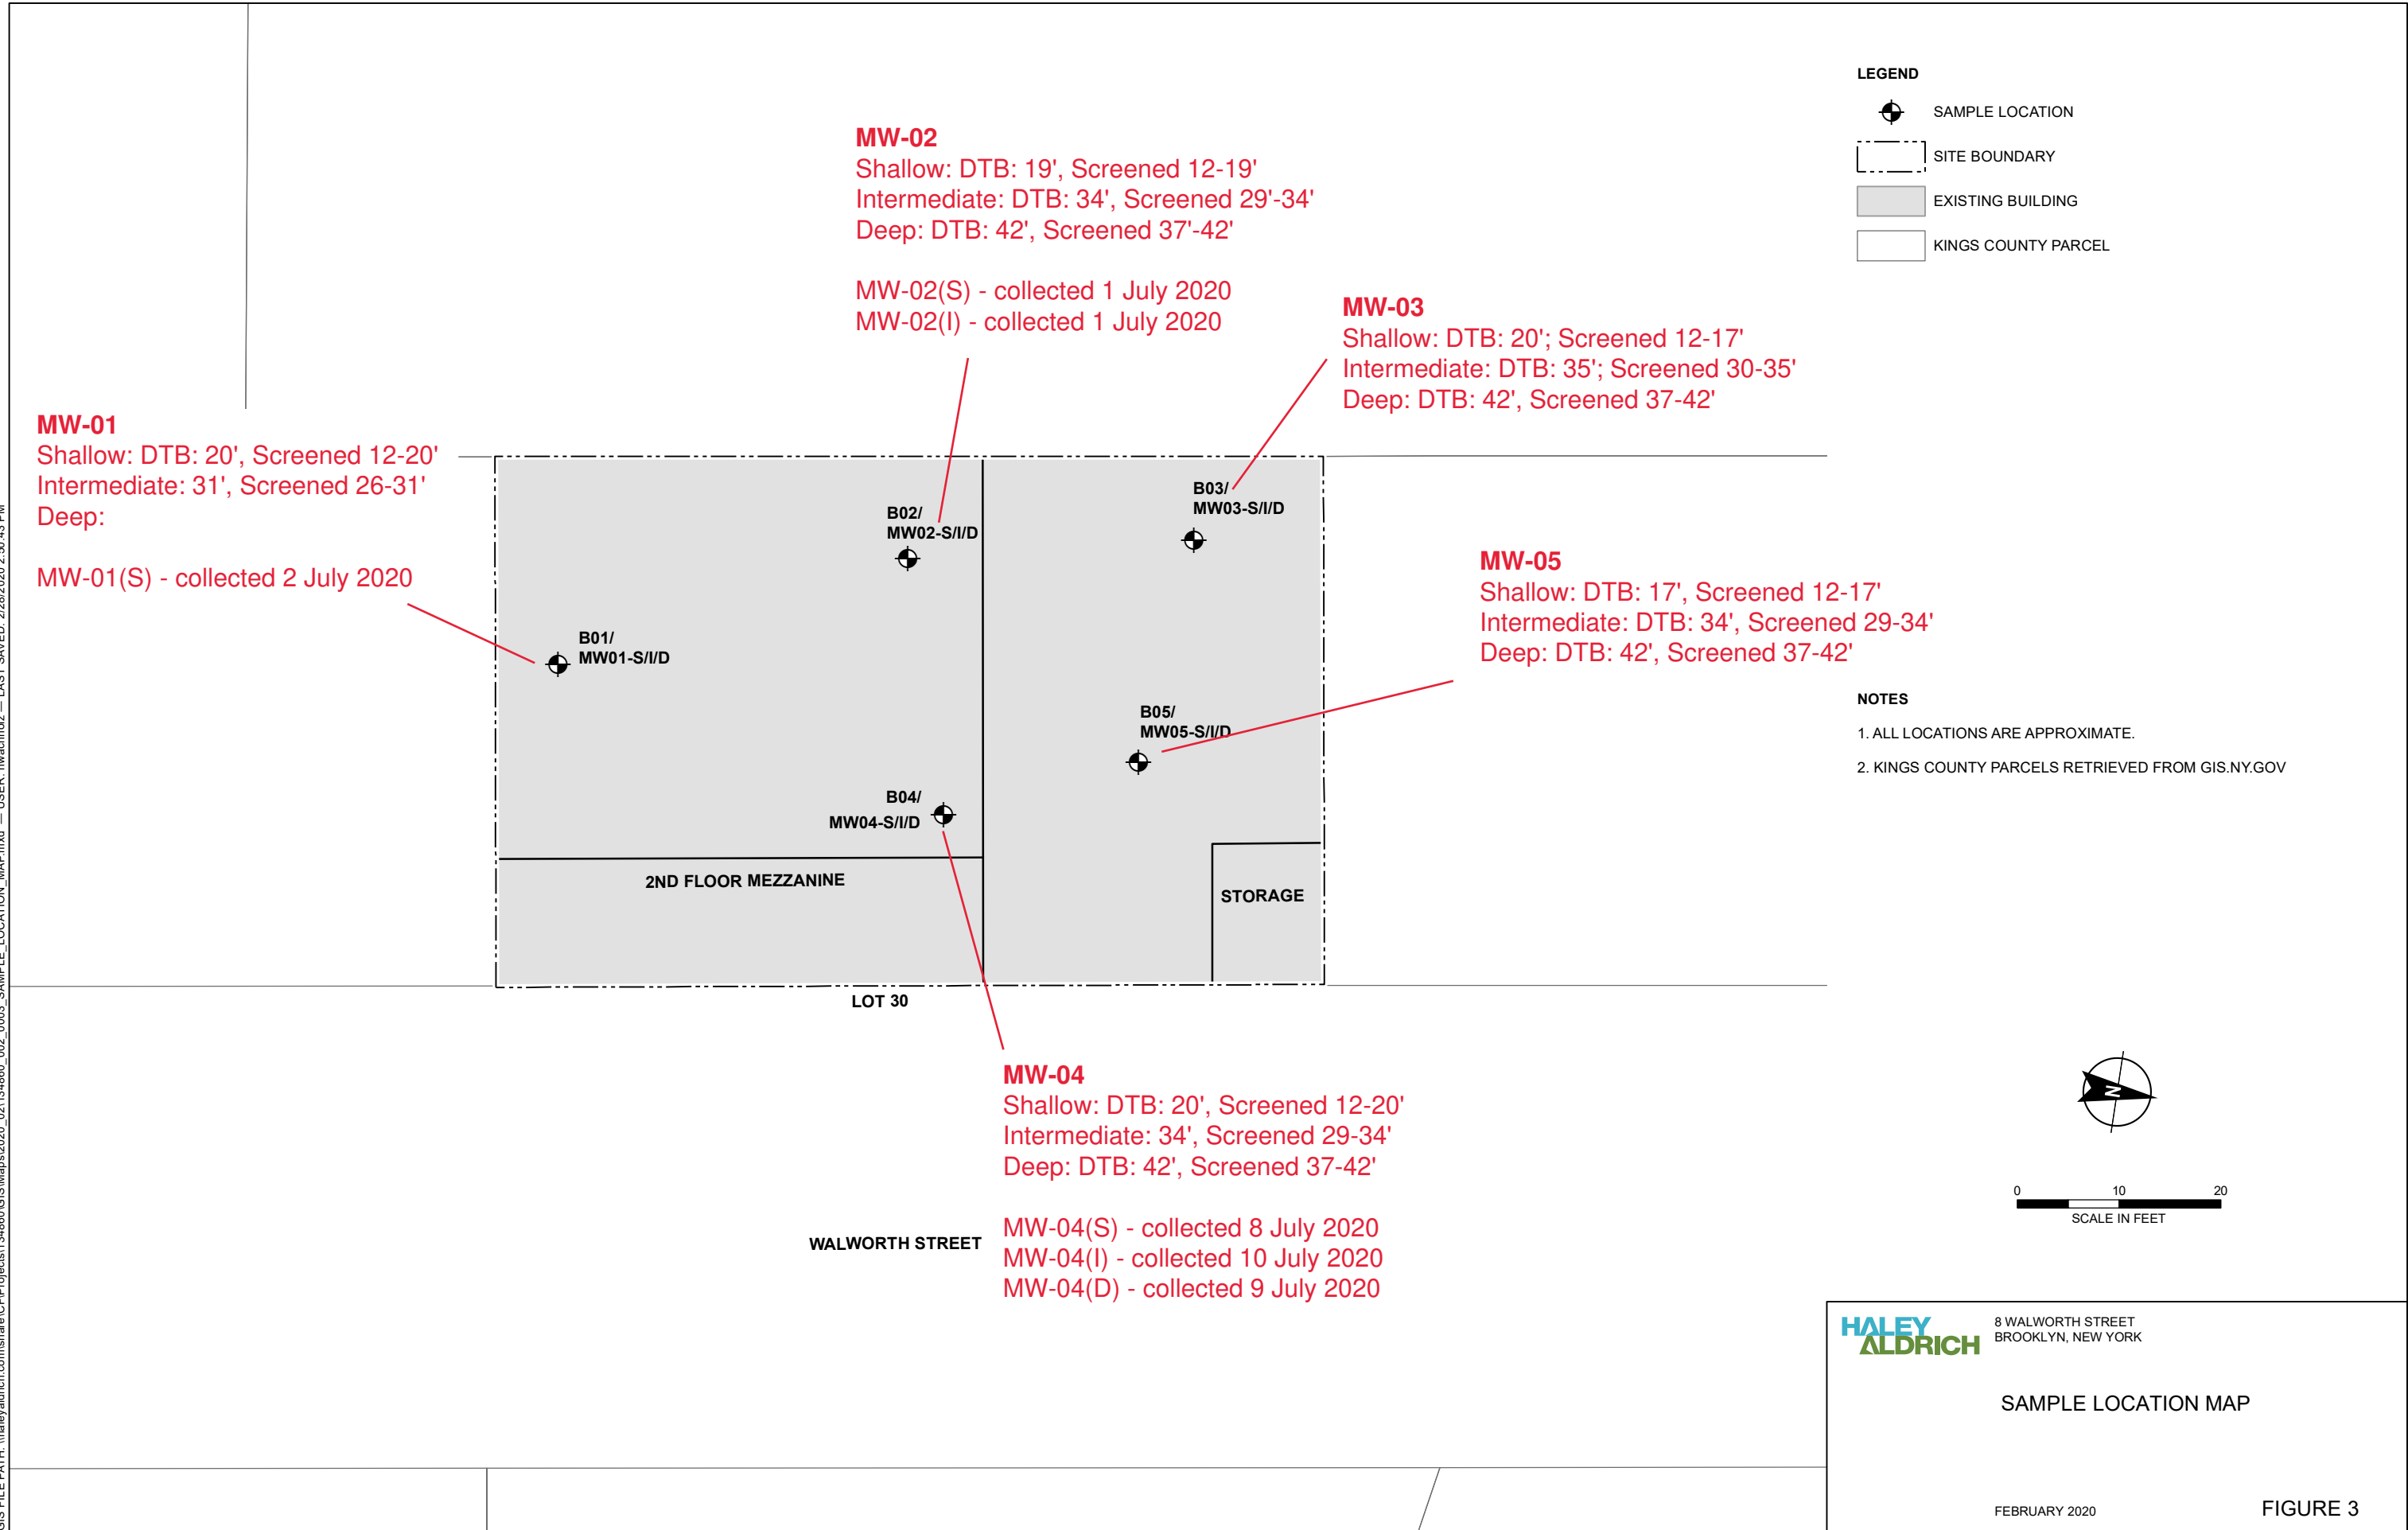 LEGEND
SAMPLE LOCATION
SITE BOUNDARY
EXISTING BUILDING
KINGS COUNTY PARCEL
MW-02
Shallow: DTB: 19', Screened 12-19'
Intermediate: DTB: 34', Screened 29'-34'
Deep: DTB: 42', Screened 37'-42'
MW-02(S) - collected 1 July 2020
MW-02(I) - collected 1 July 2020
MW-03
Shallow: DTB: 20'; Screened 12-17'
Intermediate: DTB: 35'; Screened 30-35'
Deep: DTB: 42', Screened 37-42'
MW-01
Shallow: DTB: 20', Screened 12-20'
Intermediate: 31', Screened 26-31'
Deep:
MW-01(S) - collected 2 July 2020
B02/
MW02-S/I/D
B03/
MW03-S/I/D
MW-05
Shallow: DTB: 17', Screened 12-17'
Intermediate: DTB: 34', Screened 29-34'
Deep: DTB: 42', Screened 37-42'
B01/
MW01-S/I/D
B05/
MW05-S/I/D
B04/
MW04-S/I/D
2ND FLOOR MEZZANINE
STORAGE
LOT 30
NOTES
1. ALL LOCATIONS ARE APPROXIMATE.
2. KINGS COUNTY PARCELS RETRIEVED FROM GIS.NY.GOV
MW-04
Shallow: DTB: 20', Screened 12-20'
Intermediate: 34', Screened 29-34'
Deep: DTB: 42', Screened 37-42'
MW-04(S) - collected 8 July 2020
MW-04(I) - collected 10 July 2020
MW-04(D) - collected 9 July 2020
WALWORTH STREET
N
0 10 20
SCALE IN FEET
HALEY
ALDRICH
8 WALWORTH STREET
BROOKLYN, NEW YORK
SAMPLE LOCATION MAP
FEBRUARY 2020
FIGURE 3